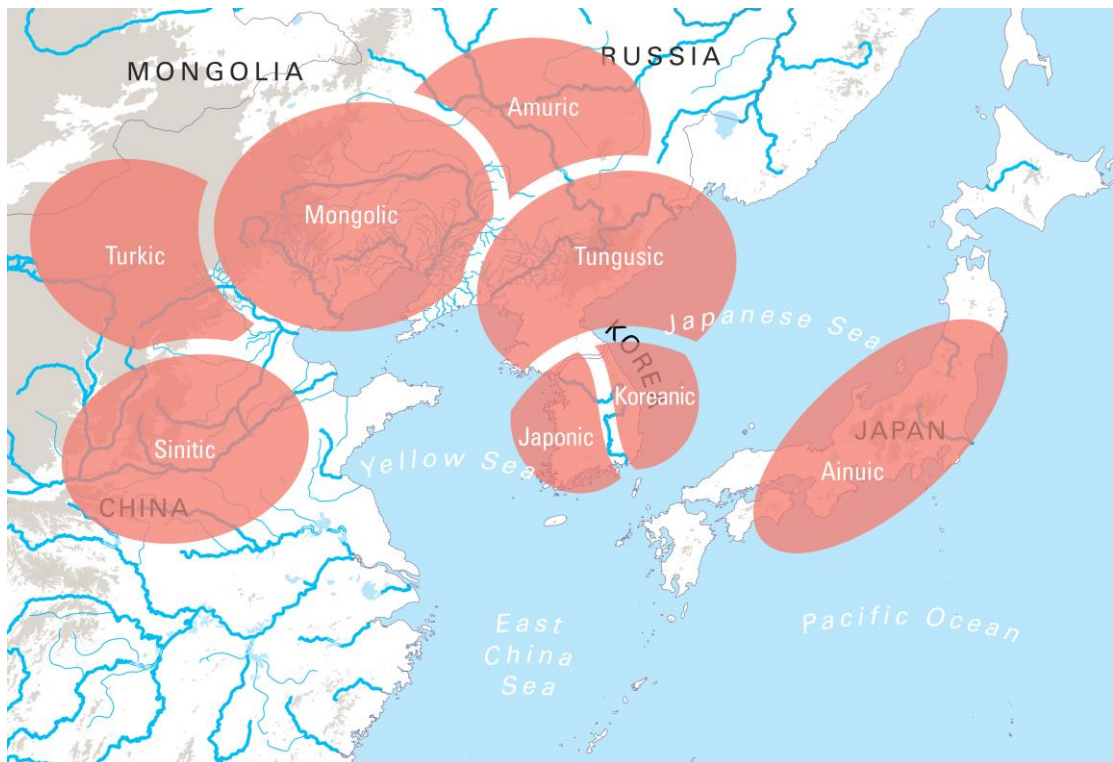 MONGOLIA
RUSSIA
Amuric
Mongolic
Turkic
Tungusic
Japanese Sea
KOREA
Koreanic
Japonic
Sinitic
Yellow Sea
CHINA
JAPAN
Ainuic
East
China
Sea
Pacific Ocean